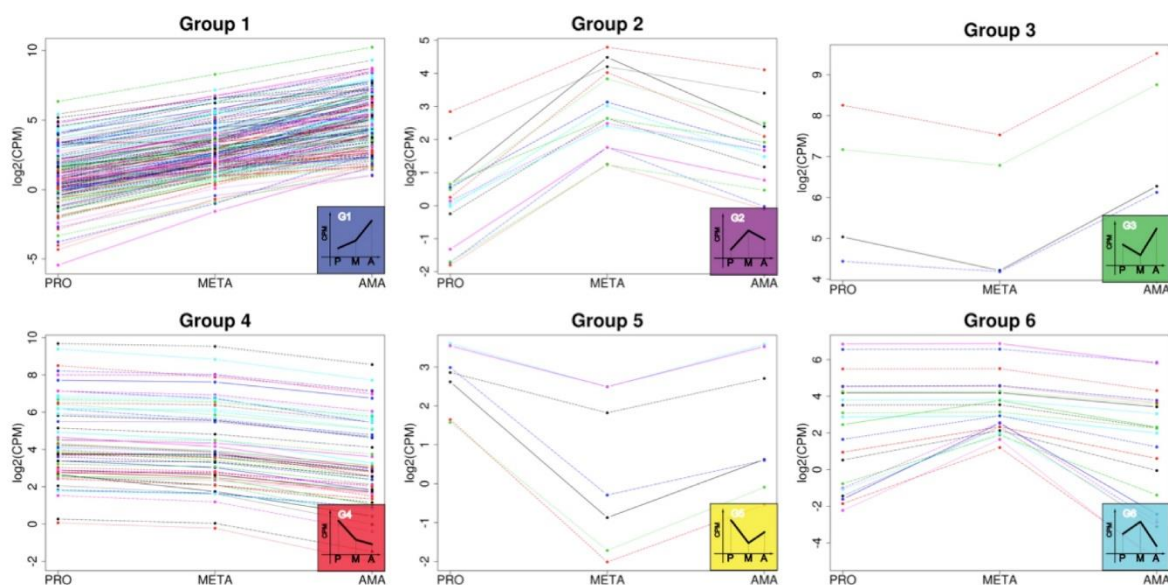 Group 1
log2(CPM)
10
5
0
-5
PRO
META
AMA
G1
CPM
P M A
Group 2
log2(CPM)
5
4
3
2
1
0
-1
-2
PRO
META
AMA
G2
CPM
P M A
Group 3
log2(CPM)
9
8
7
6
5
4
PRO
META
AMA
G3
CPM
P M A
Group 4
log2(CPM)
10
8
6
4
2
0
-2
PRO
META
AMA
G4
CPM
P M A
Group 5
log2(CPM)
3
2
1
0
-1
-2
PRO
META
AMA
G5
CPM
P M A
Group 6
log2(CPM)
6
4
2
0
-2
-4
PRO
META
AMA
G6
CPM
P M A